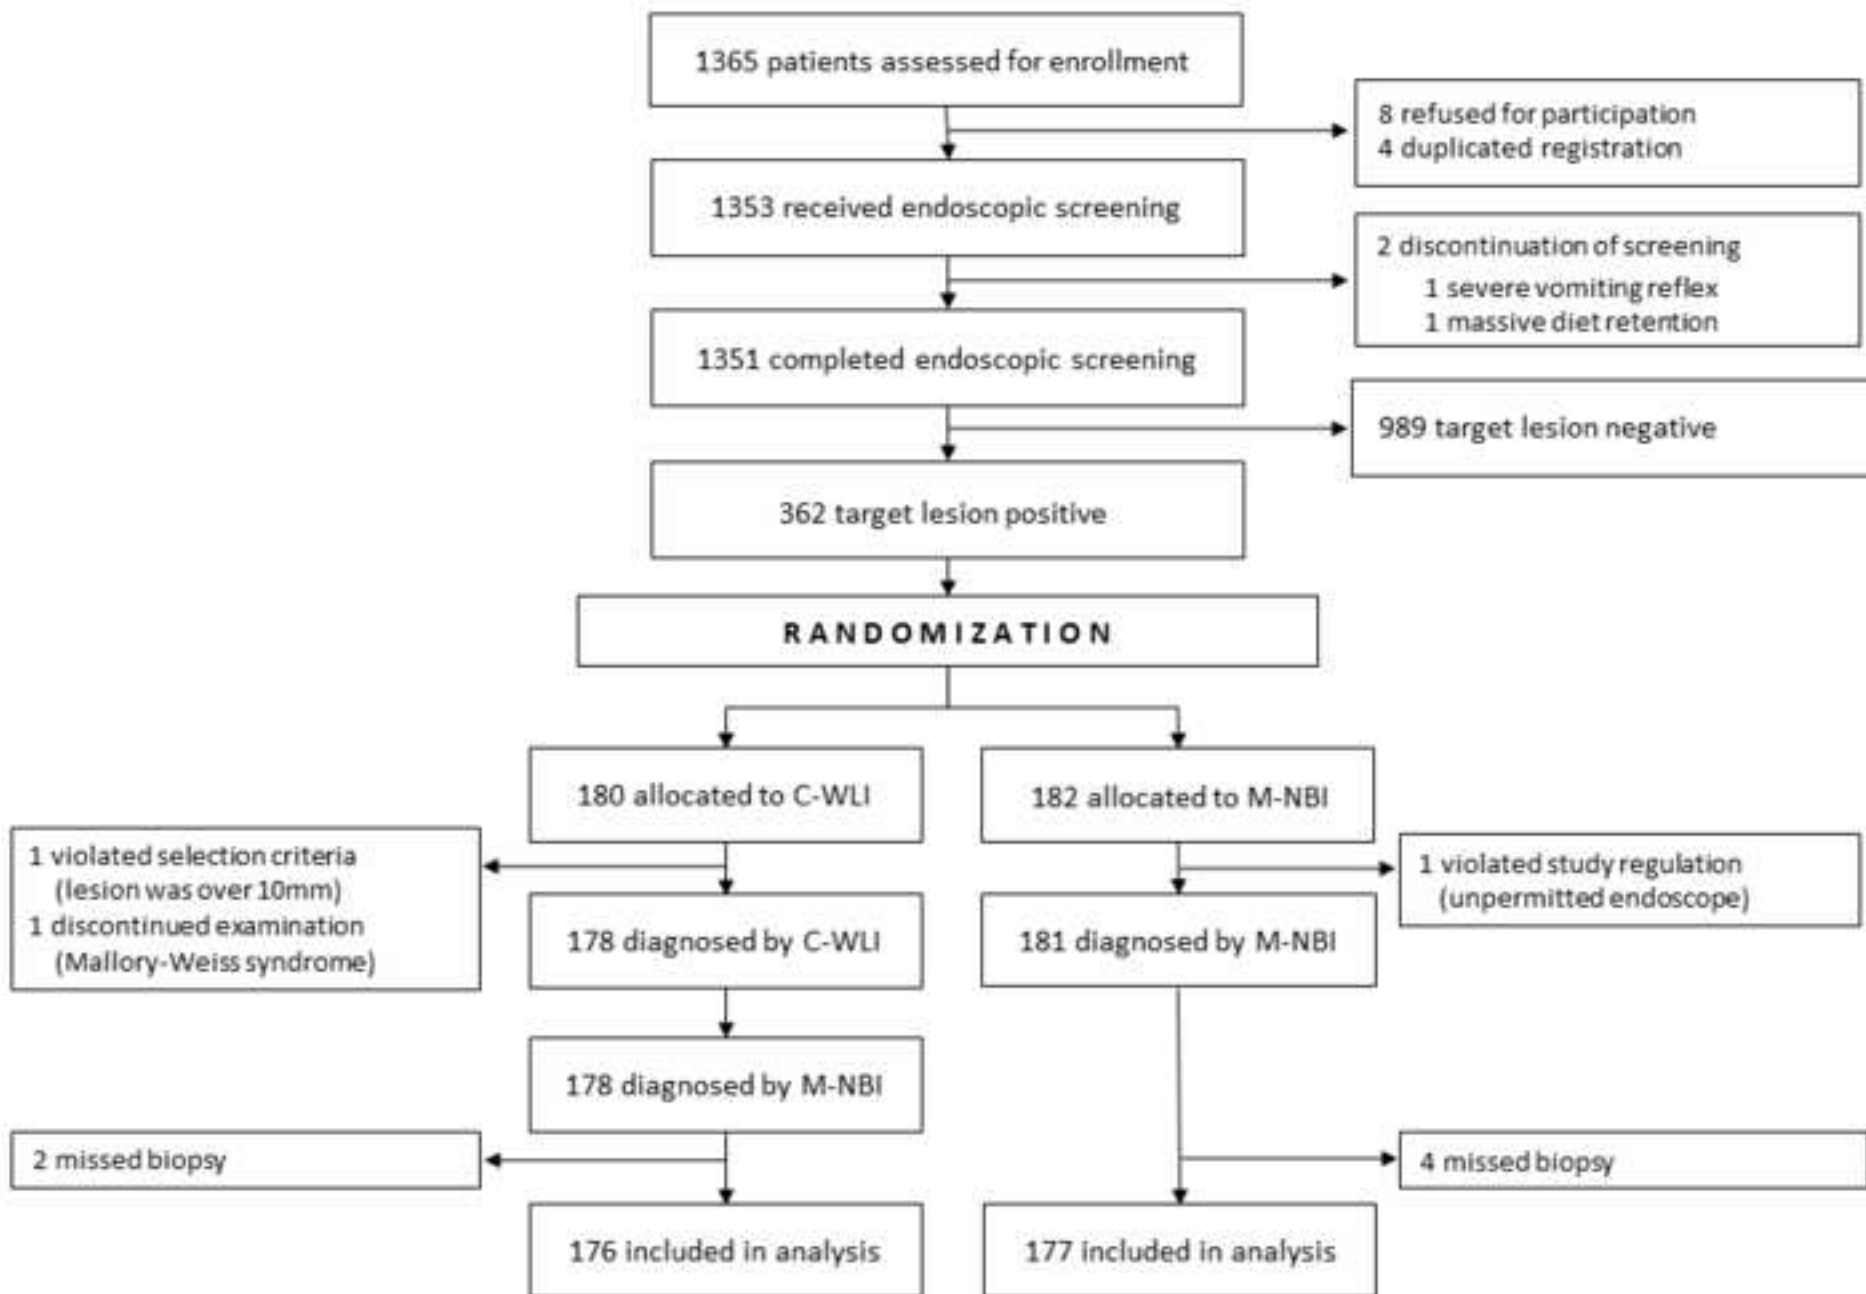 1365 patients assessed for enrollment
8 refused for participation
4 duplicated registration
1353 received endoscopic screening
2 discontinuation of screening
1 severe vomiting reflex
1 massive diet retention
1351 completed endoscopic screening
989 target lesion negative
362 target lesion positive
RANDOMIZATION
180 allocated to C-WLI
182 allocated to M-NBI
1 violated selection criteria
(lesion was over 10mm)
1 discontinued examination
(Mallory-Weiss syndrome)
1 violated study regulation
(unpermitted endoscope)
178 diagnosed by C-WLI
181 diagnosed by M-NBI
178 diagnosed by M-NBI
2 missed biopsy
4 missed biopsy
176 included in analysis
177 included in analysis